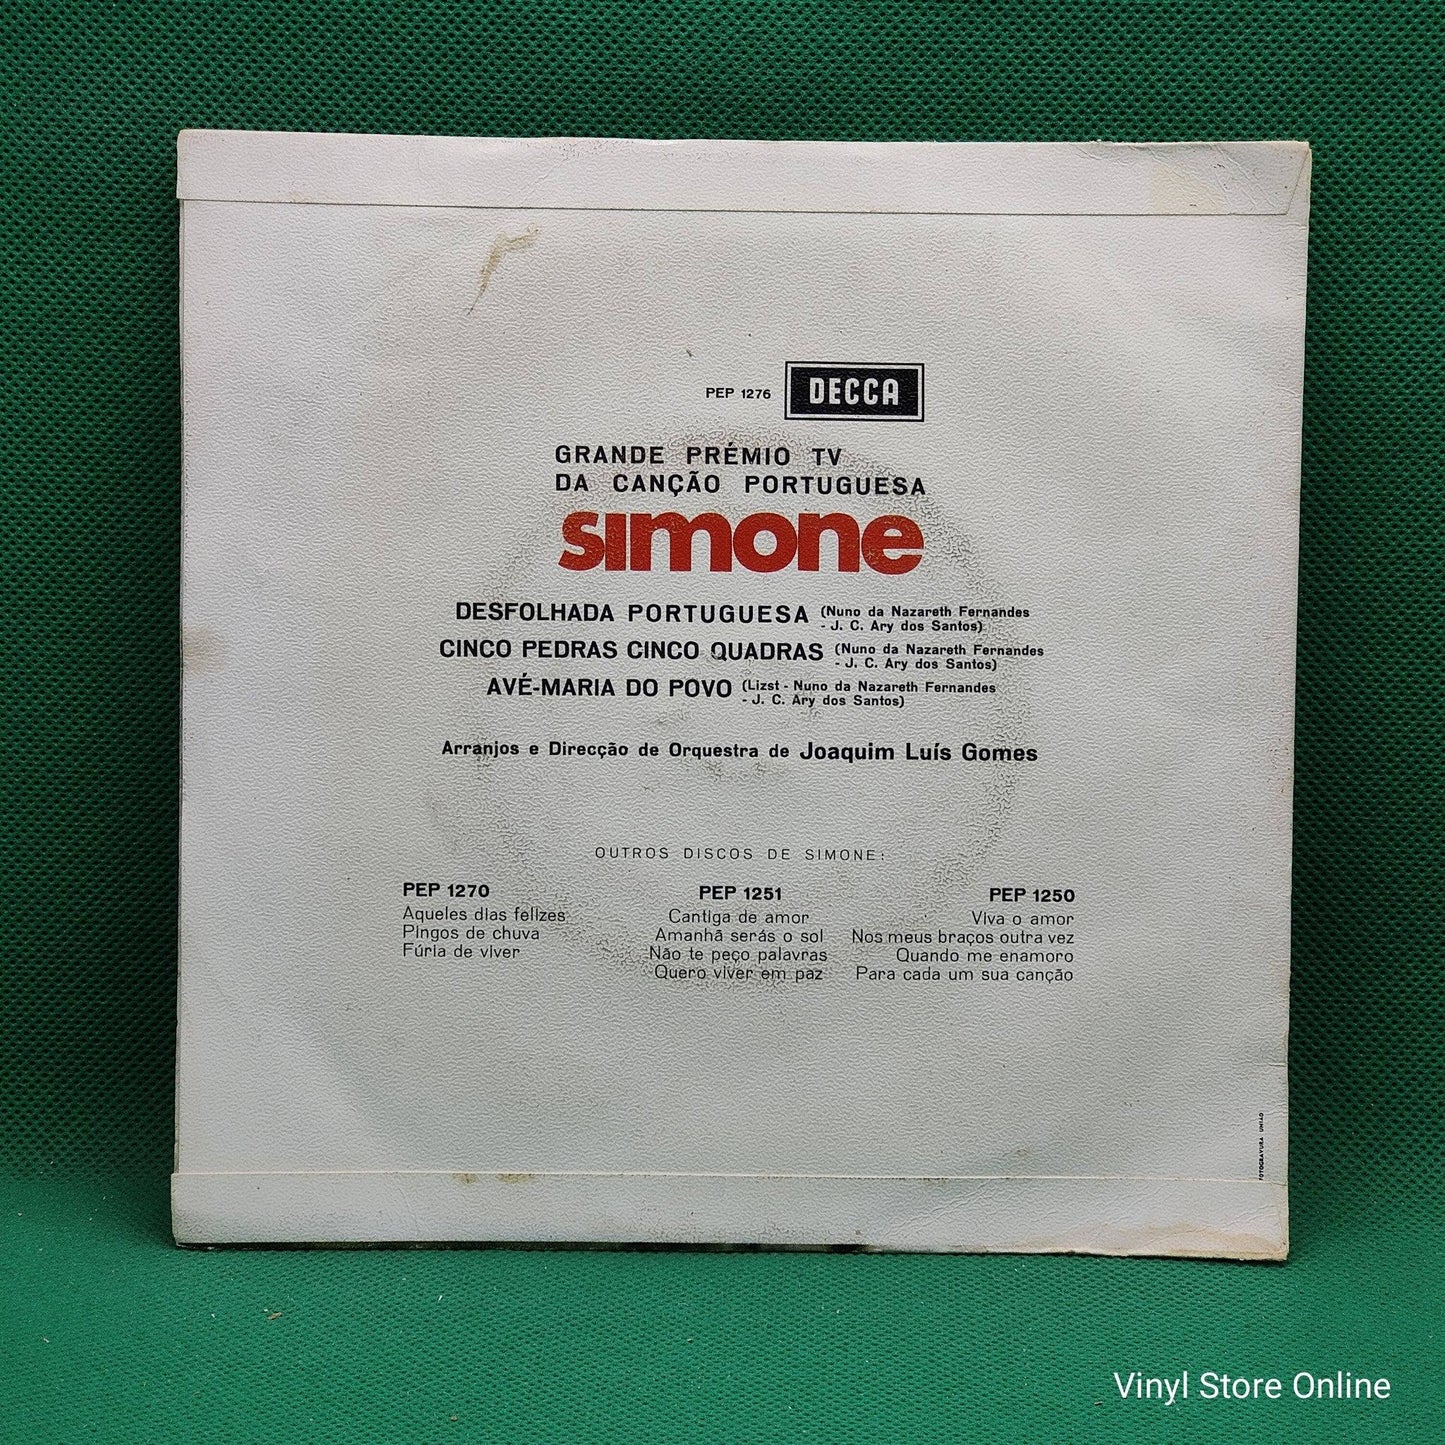 PEP 1276 DECCA
GRANDE PRÉMIO TV
DA CANÇÃO PORTUGUESA
simone
DESFOLHADA PORTUGUESA (Nuno da Nazareth Fernandes
- J. C. Ary dos Santos)
CINCO PEDRAS CINCO QUADRAS (Nuno da Nazareth Fernandes
- J. C. Ary dos Santos)
AVÉ-MARIA DO POVO (Lizst - Nuno da Nazareth Fernandes
- J. C. Ary dos Santos)
Arranjos e Direcção de Orquestra de Joaquim Luís Gomes
OUTROS DISCOS DE SIMONE:
PEP 1270
Aqueles dias felizes
Pingos de chuva
Fúria de viver
PEP 1251
Cantiga de amor
Amanhã serás o sol
Não te peço palavras
Quero viver em paz
PEP 1250
Viva o amor
Nos meus braços outra vez
Quando me enamoro
Para cada um sua canção
FOTOGRAVURA UNIÃO
Vinyl Store Online